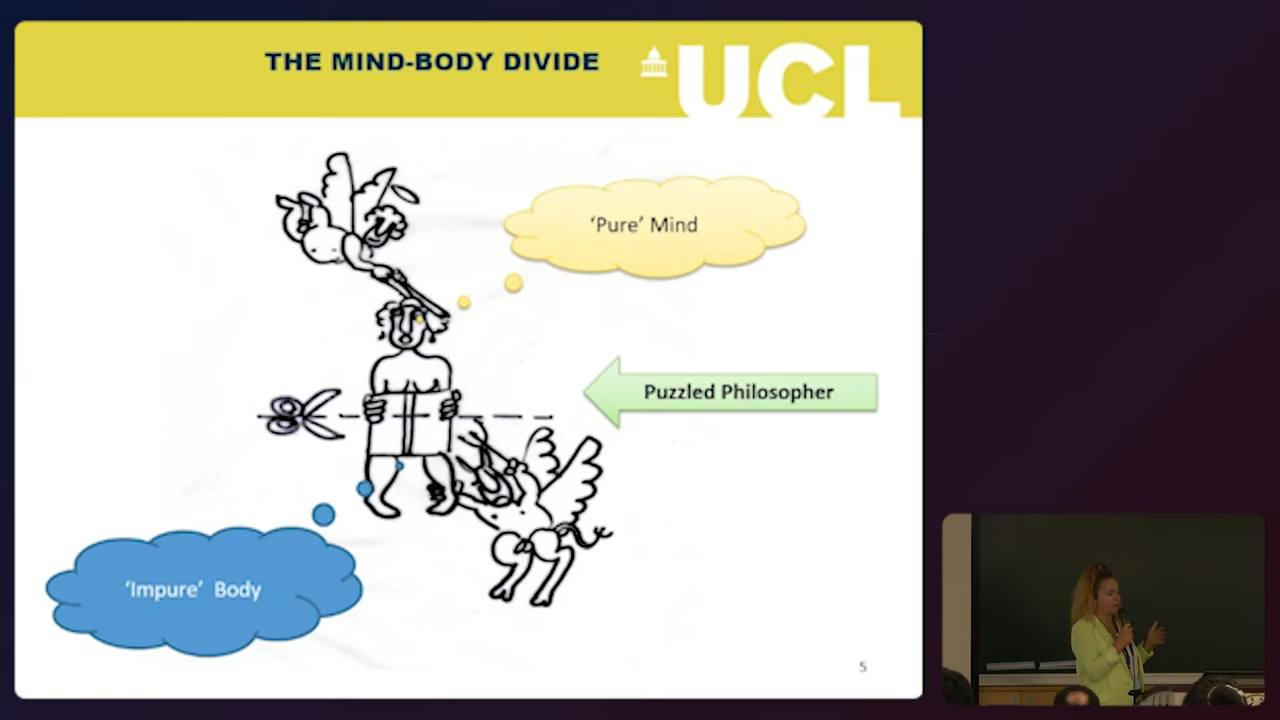 THE MIND-BODY DIVIDE
UCL
‘Pure’ Mind
Puzzled Philosopher
‘Impure’ Body
5